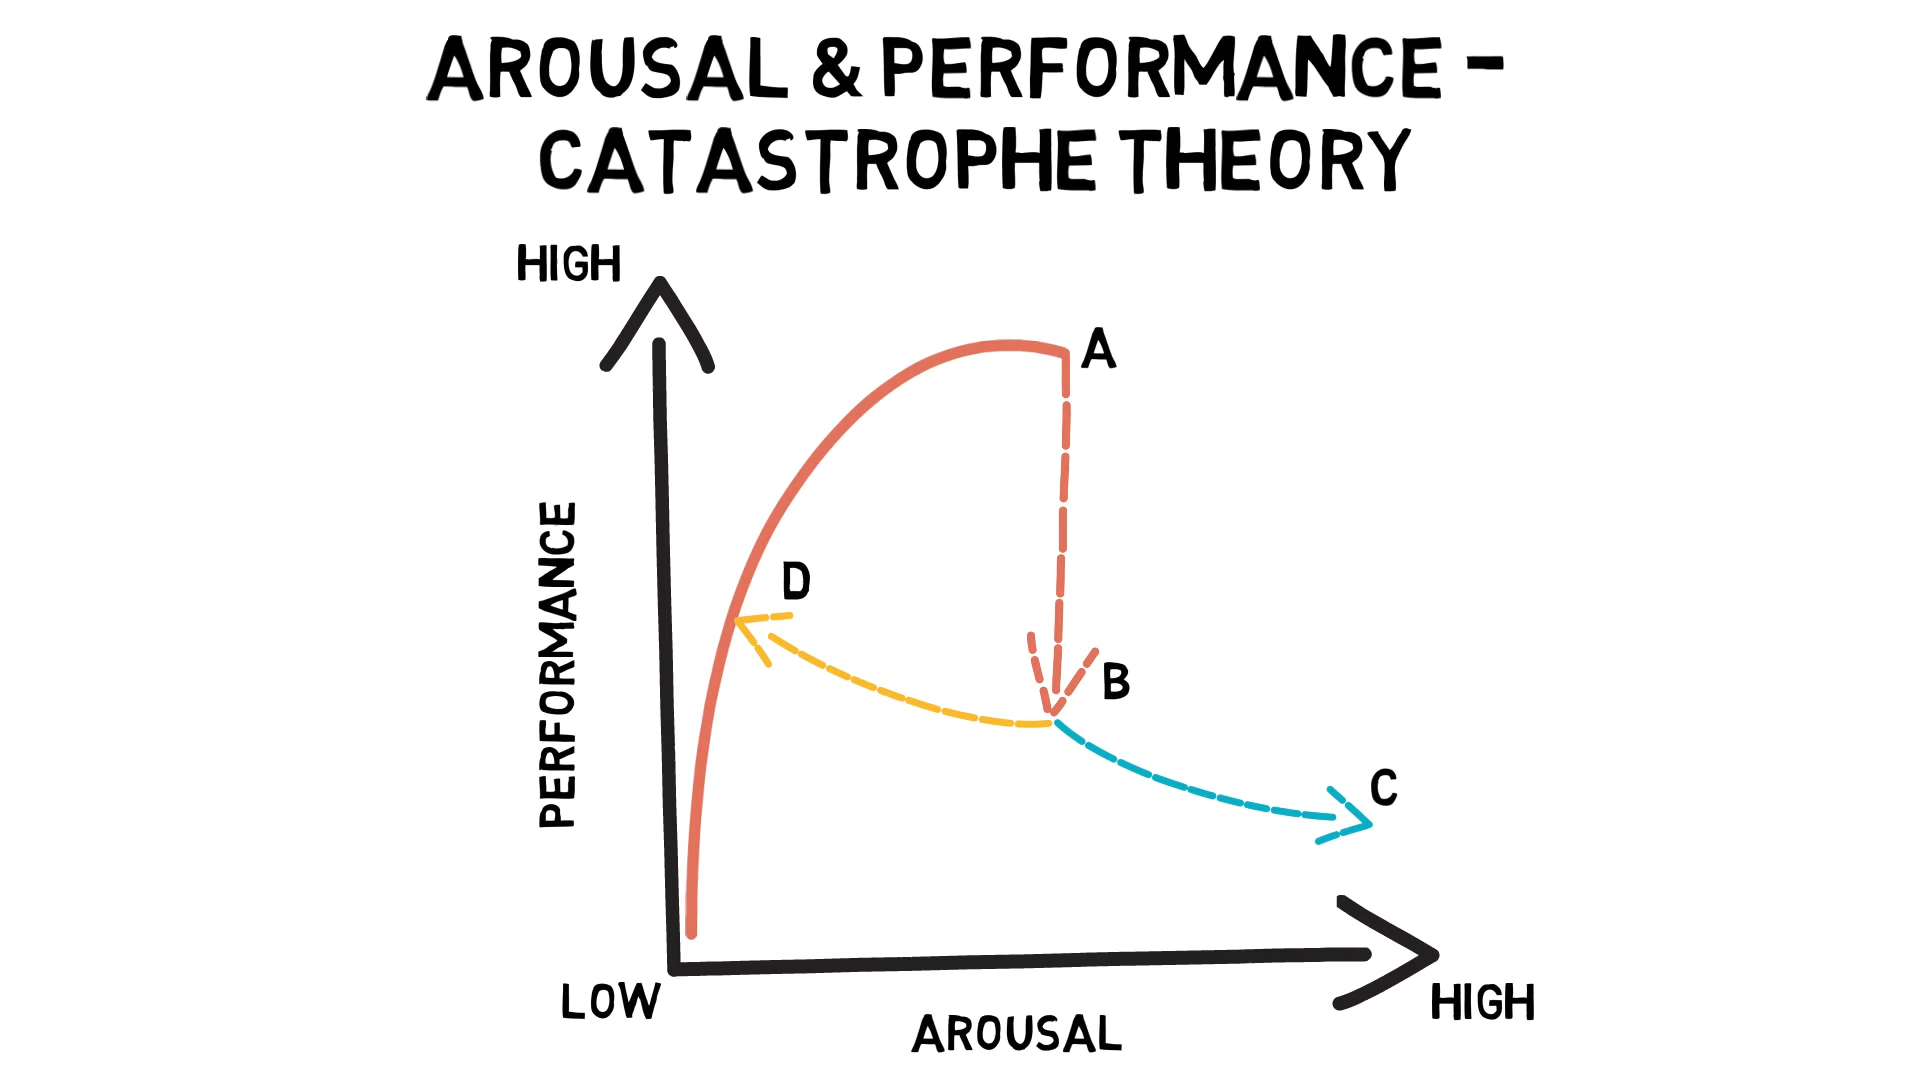 AROUSAL & PERFORMANCE -
CATASTROPHE THEORY
HIGH
A
D
B
PERFORMANCE
C
LOW
HIGH
AROUSAL